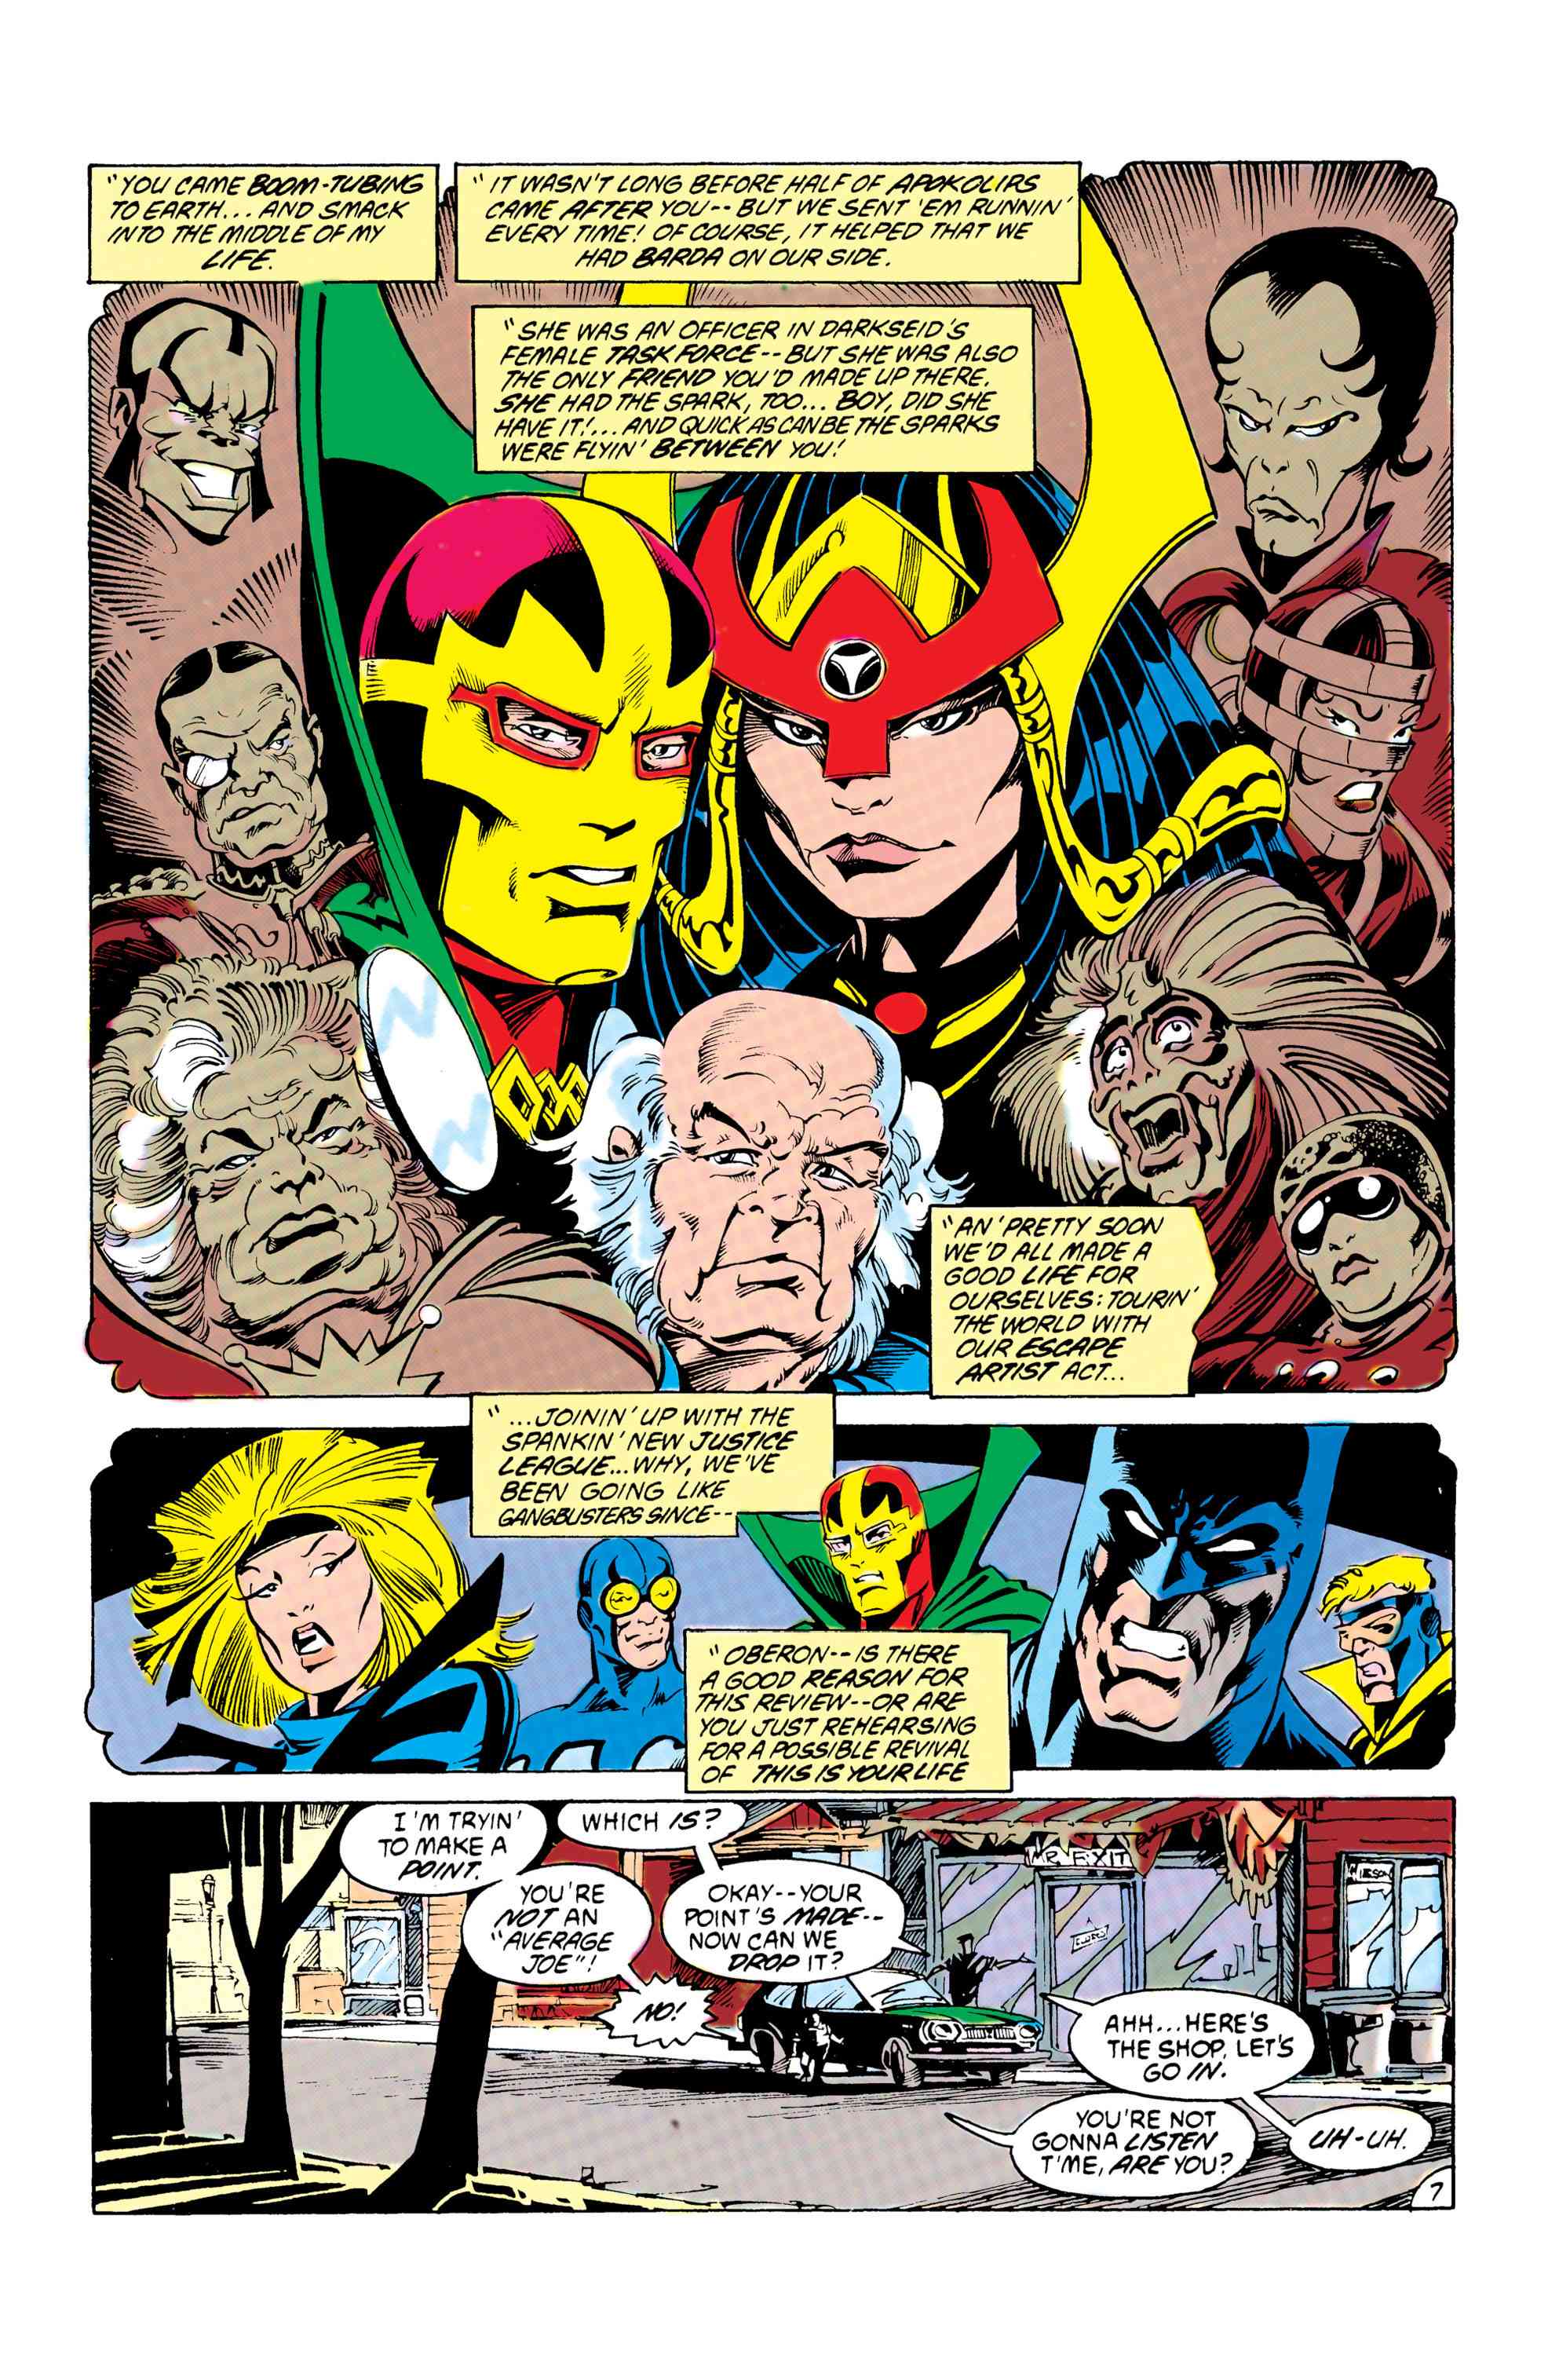 "YOU CAME BOOM-TUBING
TO EARTH... AND SMACK
INTO THE MIDDLE OF MY
LIFE.
"IT WASN'T LONG BEFORE HALF OF APOKOLIPS
CAME AFTER YOU-- BUT WE SENT 'EM RUNNIN'
EVERY TIME! OF COURSE, IT HELPED THAT WE
HAD BARDA ON OUR SIDE.
"SHE WAS AN OFFICER IN DARKSEID'S
FEMALE TASK FORCE-- BUT SHE WAS ALSO
THE ONLY FRIEND YOU'D MADE UP THERE.
SHE HAD THE SPARK, TOO... BOY, DID SHE
HAVE IT!... AND QUICK AS CAN BE THE SPARKS
WERE FLYIN' BETWEEN YOU!
"AN' PRETTY SOON
WE'D ALL MADE A
GOOD LIFE FOR
OURSELVES: TOURIN'
THE WORLD WITH
OUR ESCAPE
ARTIST ACT...
"...JOININ' UP WITH THE
SPANKIN' NEW JUSTICE
LEAGUE... WHY, WE'VE
BEEN GOING LIKE
GANGBUSTERS SINCE--
"OBERON-- IS THERE
A GOOD REASON FOR
THIS REVIEW--OR ARE
YOU JUST REHEARSING
FOR A POSSIBLE REVIVAL
OF THIS IS YOUR LIFE
I'M TRYIN'
TO MAKE A
POINT.
WHICH IS?
YOU'RE
NOT AN
"AVERAGE
JOE"!
OKAY--YOUR
POINT'S MADE--
NOW CAN WE
DROP IT?
NO!
MR. EXIT
CLOSED
AHH...HERE'S
THE SHOP. LET'S
GO IN.
UH-UH.
YOU'RE NOT
GONNA LISTEN
T'ME, ARE YOU?
7